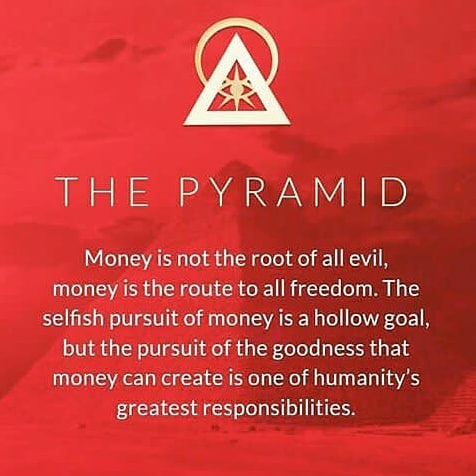 THE PYRAMID
Money is not the root of all evil,
money is the route to all freedom. The
selfish pursuit of money is a hollow goal,
but the pursuit of the goodness that
money can create is one of humanity's
greatest responsibilities.